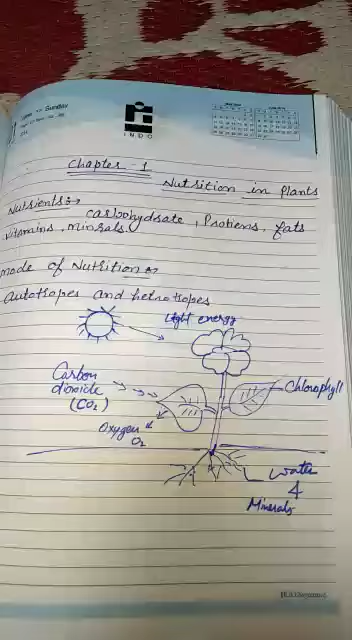 Sunday
INDO
Chapter - 1
Nutrition in Plants
Nutrients :→
carbohydrate, Protiens, fats
vitamins, minrals.
mode of Nutrition :→
autotropes and hetrotropes
Light energy
Carbon
dioxide
(CO₂)
Chlorophyll
Oxygen
O₂
Water
&
Minerals